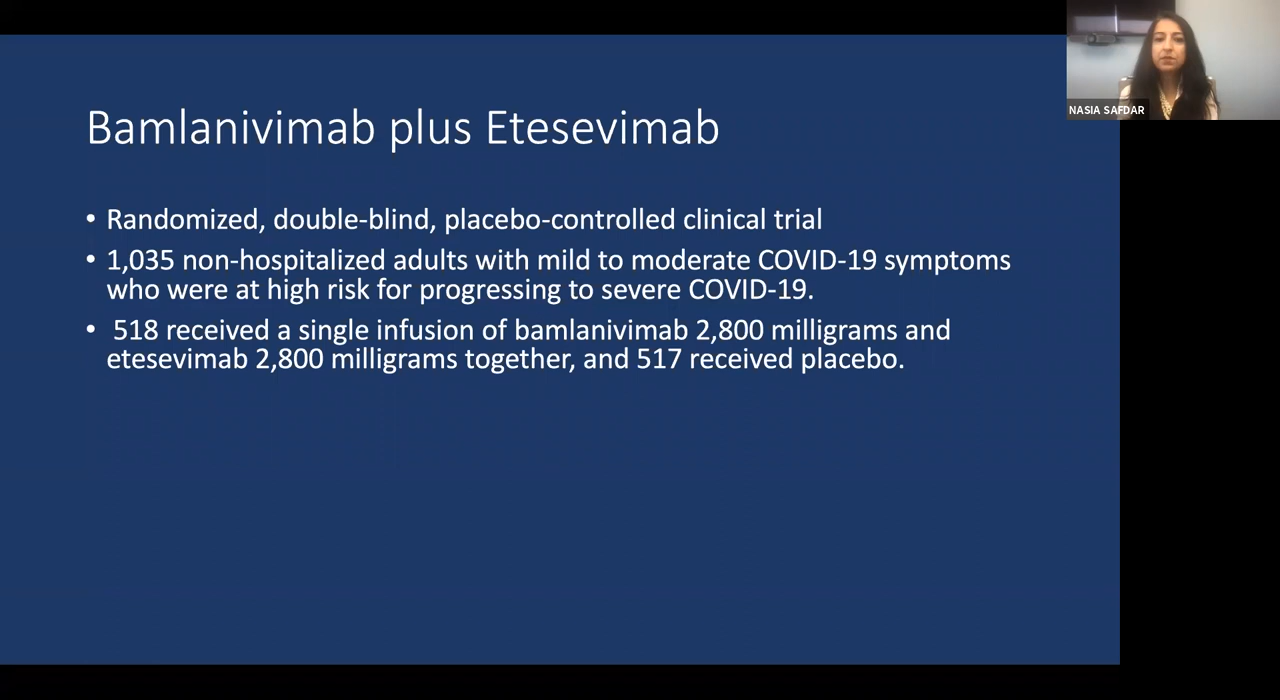 NASIA SAFDAR
Bamlanivimab plus Etesevimab
• Randomized, double-blind, placebo-controlled clinical trial
• 1,035 non-hospitalized adults with mild to moderate COVID-19 symptoms
who were at high risk for progressing to severe COVID-19.
• 518 received a single infusion of bamlanivimab 2,800 milligrams and
etesevimab 2,800 milligrams together, and 517 received placebo.